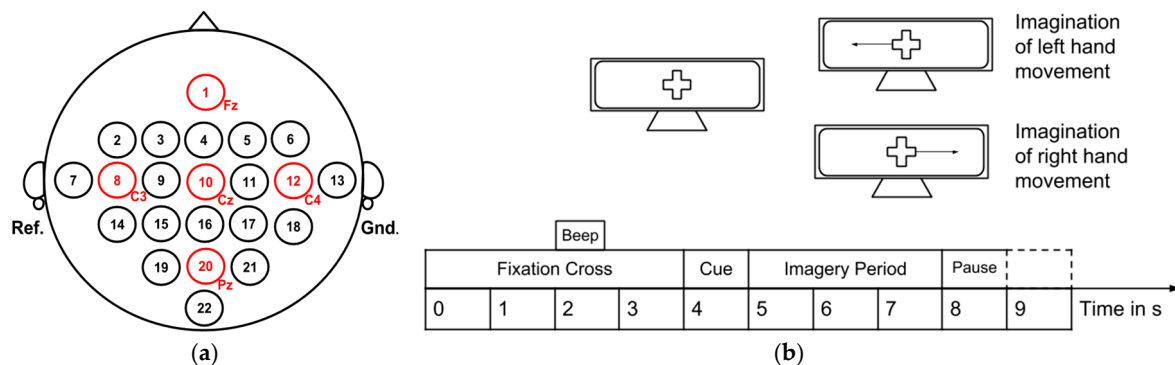 1
Fz
2 3 4 5 6
7 8 9 10 11 12 13
C3 Cz C4
Ref. Gnd.
14 15 16 17 18
19 20 21
Pz
22
(a)
Imagination
of left hand
movement
Imagination
of right hand
movement
Beep
Fixation Cross Cue Imagery Period Pause
0 1 2 3 4 5 6 7 8 9 Time in s
(b)